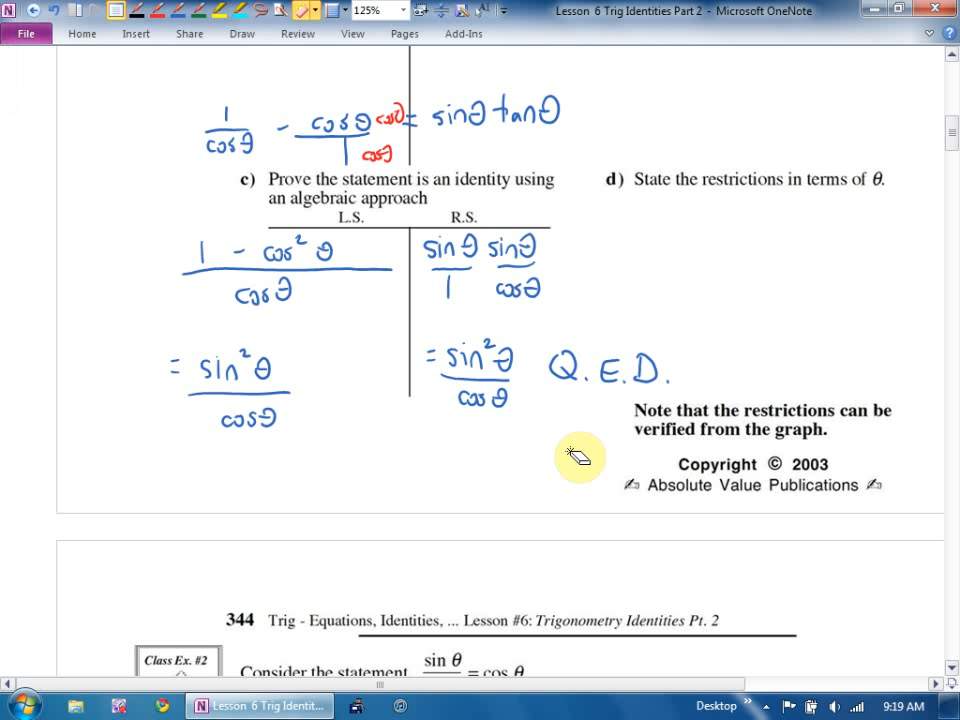 Lesson 6 Trig Identities Part 2 - Microsoft OneNote
125%
File Home Insert Share Draw Review View Pages Add-Ins
1/cosθ - cosθ/1 cosθ/cosθ = sinθ tanθ
c) Prove the statement is an identity using
an algebraic approach
d) State the restrictions in terms of θ.
L.S. R.S.
1 - cos² θ / cosθ
sinθ/1 sinθ/cosθ
= sin²θ / cosθ
= sin²θ / cosθ Q.E.D.
Note that the restrictions can be
verified from the graph.
Copyright © 2003
✍ Absolute Value Publications ✍
344 Trig - Equations, Identities, ... Lesson #6: Trigonometry Identities Pt. 2
Class Ex. #2
Consider the statement sin θ / = cos θ
Lesson 6 Trig Identit...
Desktop » 9:19 AM